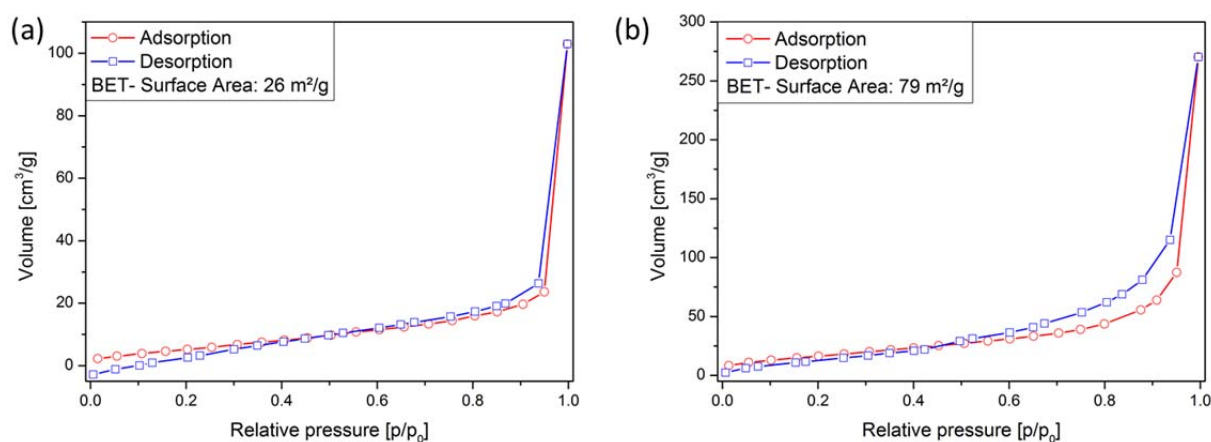 (a)
Adsorption
Desorption
BET- Surface Area: 26 m²/g
100
80
60
40
20
0
Volume [cm³/g]
0.0 0.2 0.4 0.6 0.8 1.0
Relative pressure [p/p₀]
(b)
Adsorption
Desorption
BET- Surface Area: 79 m²/g
300
250
200
150
100
50
0
Volume [cm³/g]
0.0 0.2 0.4 0.6 0.8 1.0
Relative pressure [p/p₀]